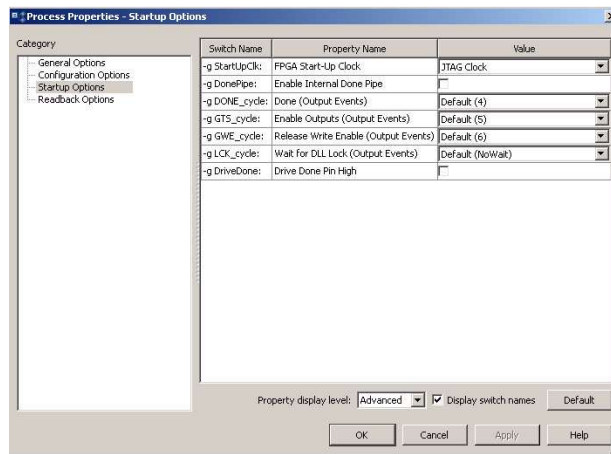 Process Properties - Startup Options
Category
General Options
Configuration Options
Startup Options
Readback Options
Switch Name Property Name Value
-g StartUpClk: FPGA Start-Up Clock JTAG Clock
-g DonePipe: Enable Internal Done Pipe
-g DONE_cycle: Done (Output Events) Default (4)
-g GTS_cycle: Enable Outputs (Output Events) Default (5)
-g GWE_cycle: Release Write Enable (Output Events) Default (6)
-g LCK_cycle: Wait for DLL Lock (Output Events) Default (NoWait)
-g DriveDone: Drive Done Pin High
Property display level: Advanced Display switch names Default
OK Cancel Apply Help